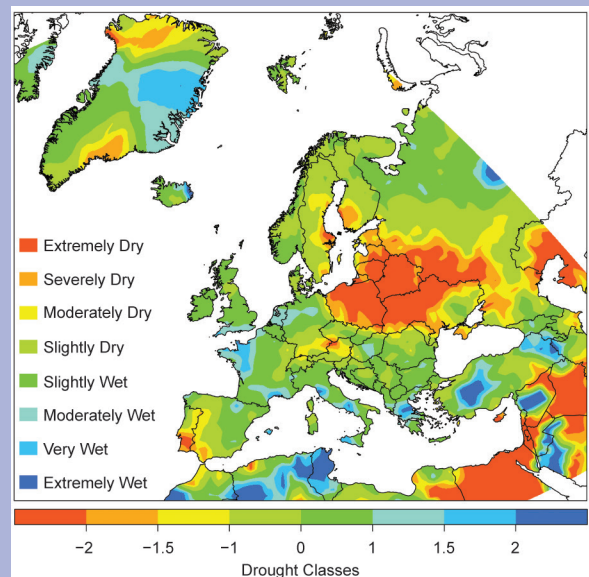 Extremely Dry
Severely Dry
Moderately Dry
Slightly Dry
Slightly Wet
Moderately Wet
Very Wet
Extremely Wet
−2 −1.5 −1 0 1 1.5 2
Drought Classes